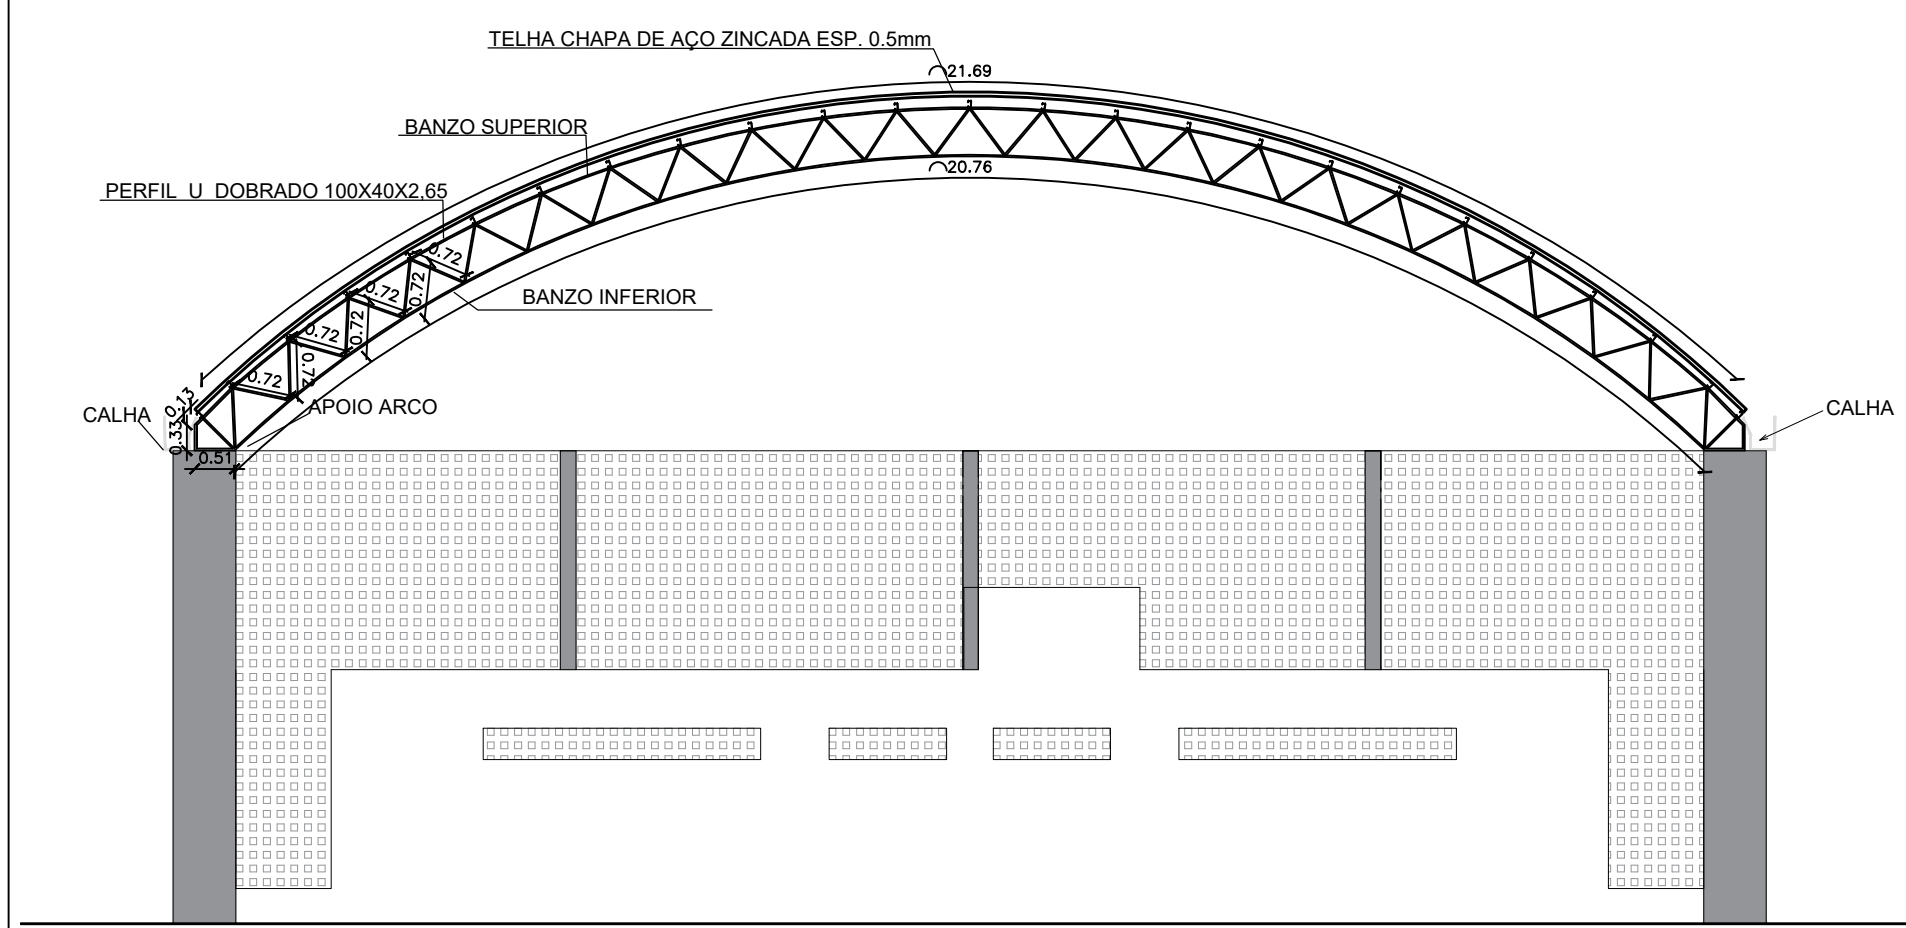 TELHA CHAPA DE AÇO ZINCADA ESP. 0.5mm
21.69
BANZO SUPERIOR
20.76
PERFIL U DOBRADO 100X40X2,65
0.72
0.72
0.72
BANZO INFERIOR
0.72
0.72
0.72
0.72
0.13
CALHA
APOIO ARCO
CALHA
0.33
0.51